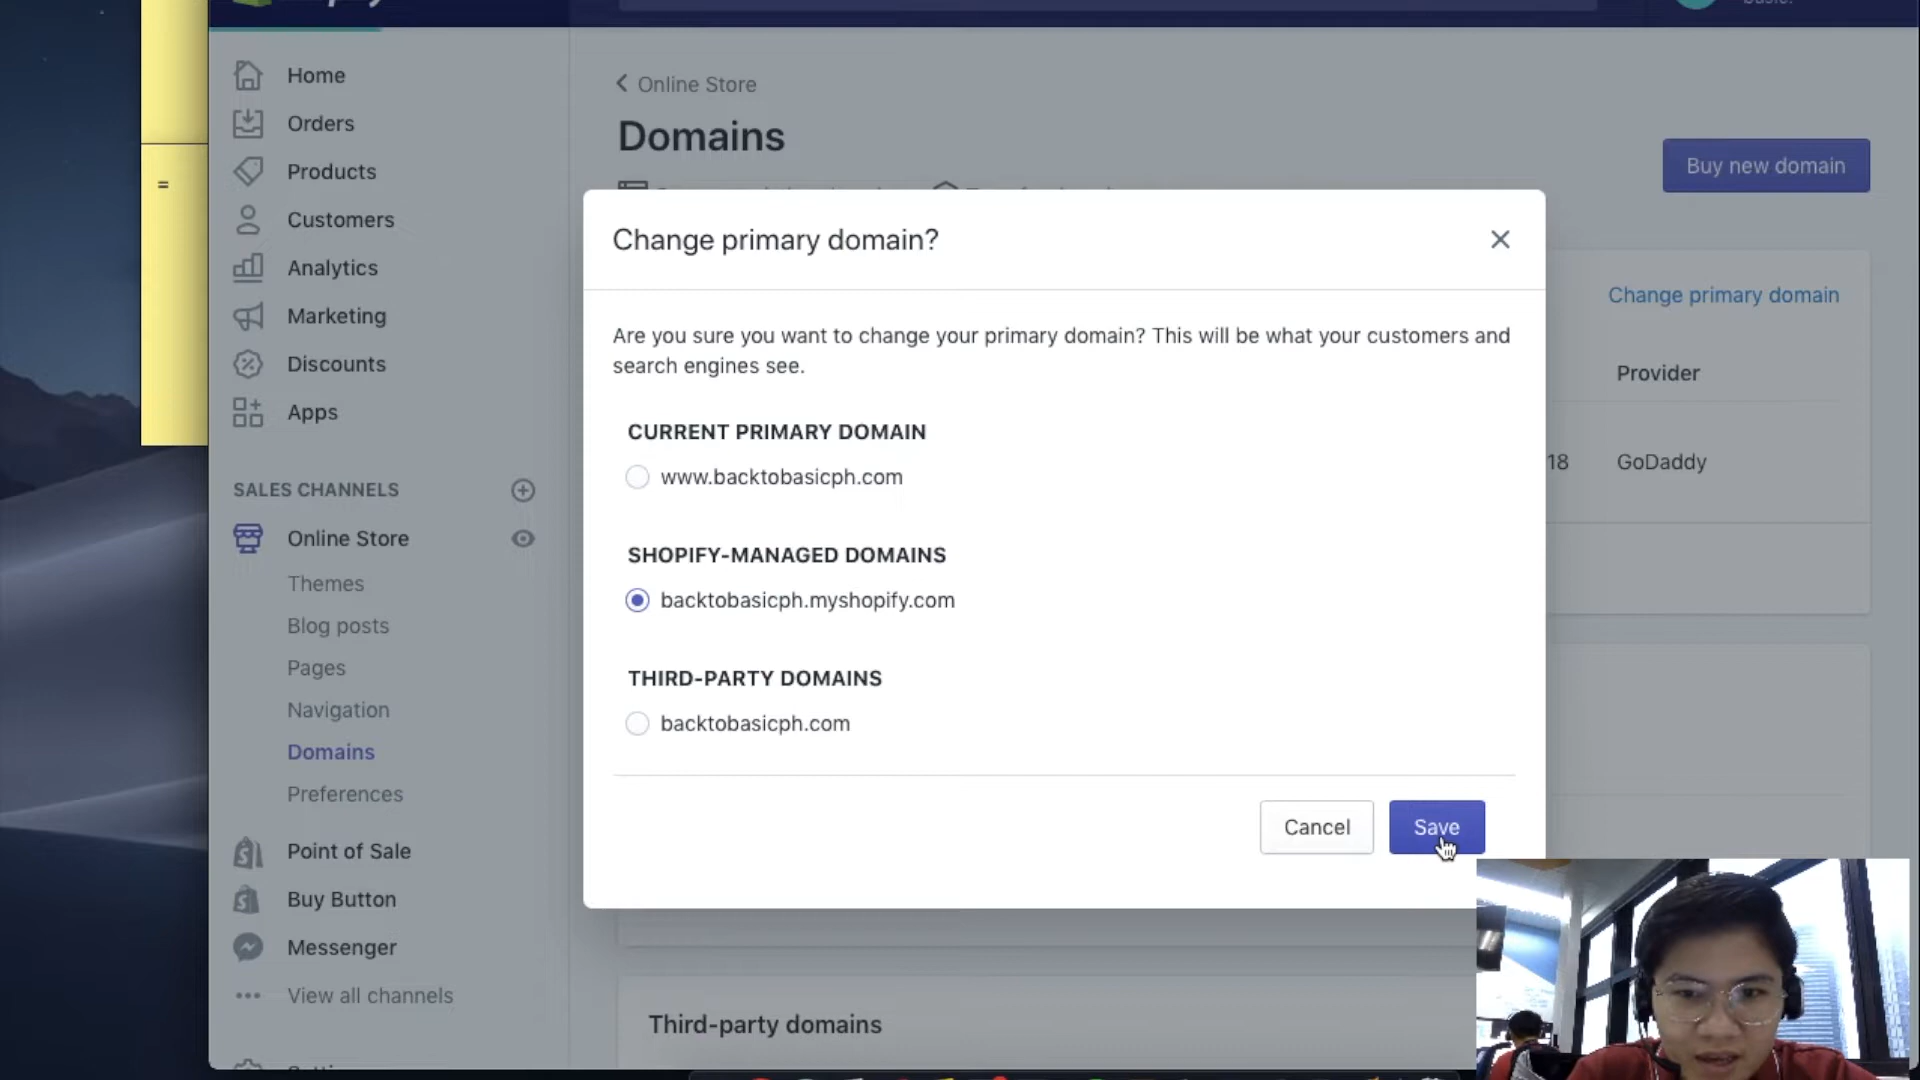 Home
Orders
Products
Customers
Analytics
Marketing
Discounts
Apps
SALES CHANNELS
Online Store
Themes
Blog posts
Pages
Navigation
Domains
Preferences
Point of Sale
Buy Button
Messenger
View all channels
Online Store
Domains
Buy new domain
Change primary domain?
Change primary domain
Are you sure you want to change your primary domain? This will be what your customers and
search engines see.
Provider
CURRENT PRIMARY DOMAIN
www.backtobasicph.com
18
GoDaddy
SHOPIFY-MANAGED DOMAINS
backtobasicph.myshopify.com
THIRD-PARTY DOMAINS
backtobasicph.com
Cancel
Save
Third-party domains
=